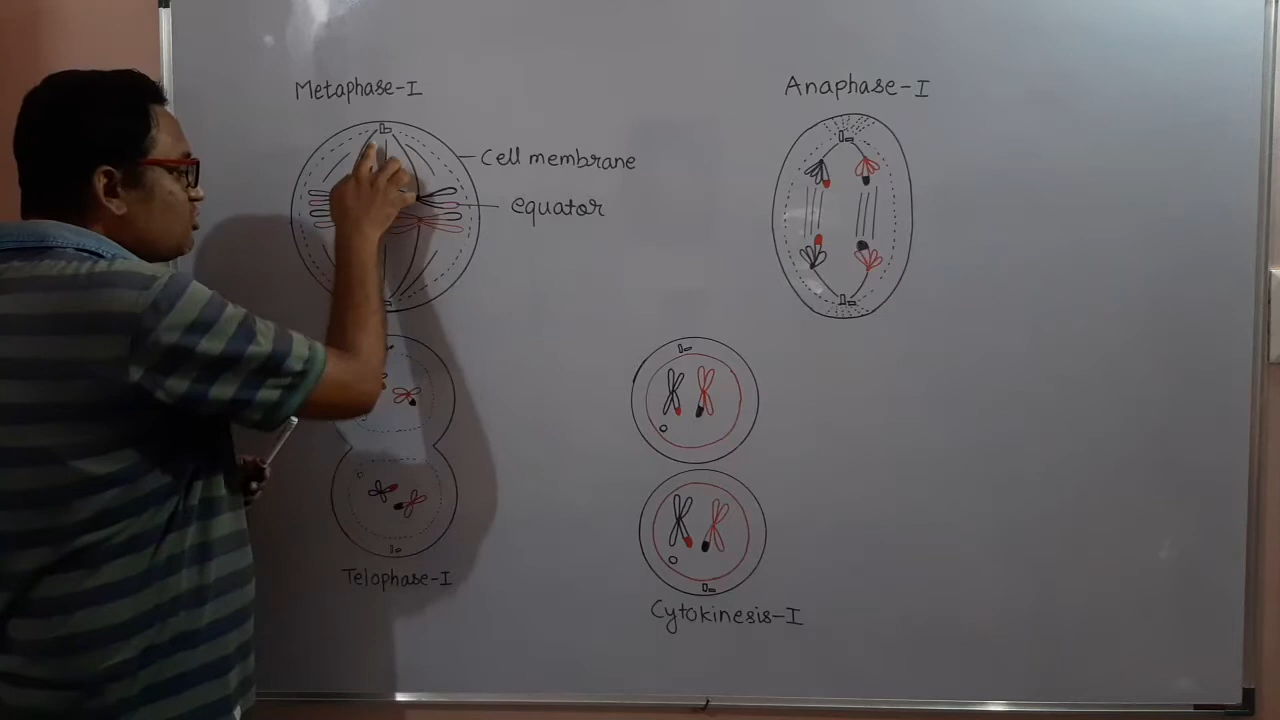 Metaphase-I
Cell membrane
equator
Anaphase-I
Telophase-I
Cytokinesis-I